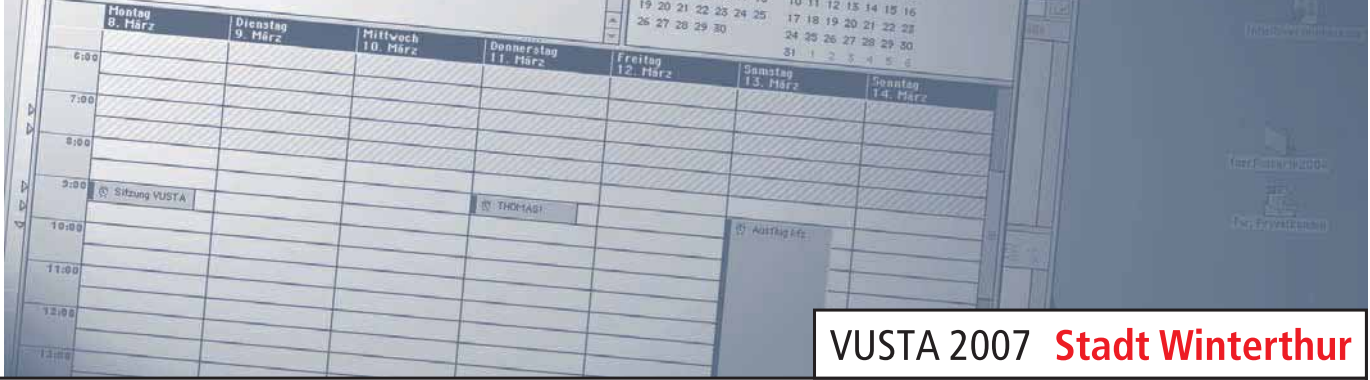 19 20 21 22 23 24 25
26 27 28 29 30
10 11 12 13 14 15 16
17 18 19 20 21 22 23
24 25 26 27 28 29 30
31 1 2 3 4 5 6
Montag
8. März
Dienstag
9. März
Mittwoch
10. März
Donnerstag
11. März
Freitag
12. März
Samstag
13. März
Sonntag
14. März
6:00
7:00
8:00
9:00
Sitzung VUSTA
THOMAS!
10:00
Ausflug
11:00
12:00
13:00
VUSTA 2007 Stadt Winterthur